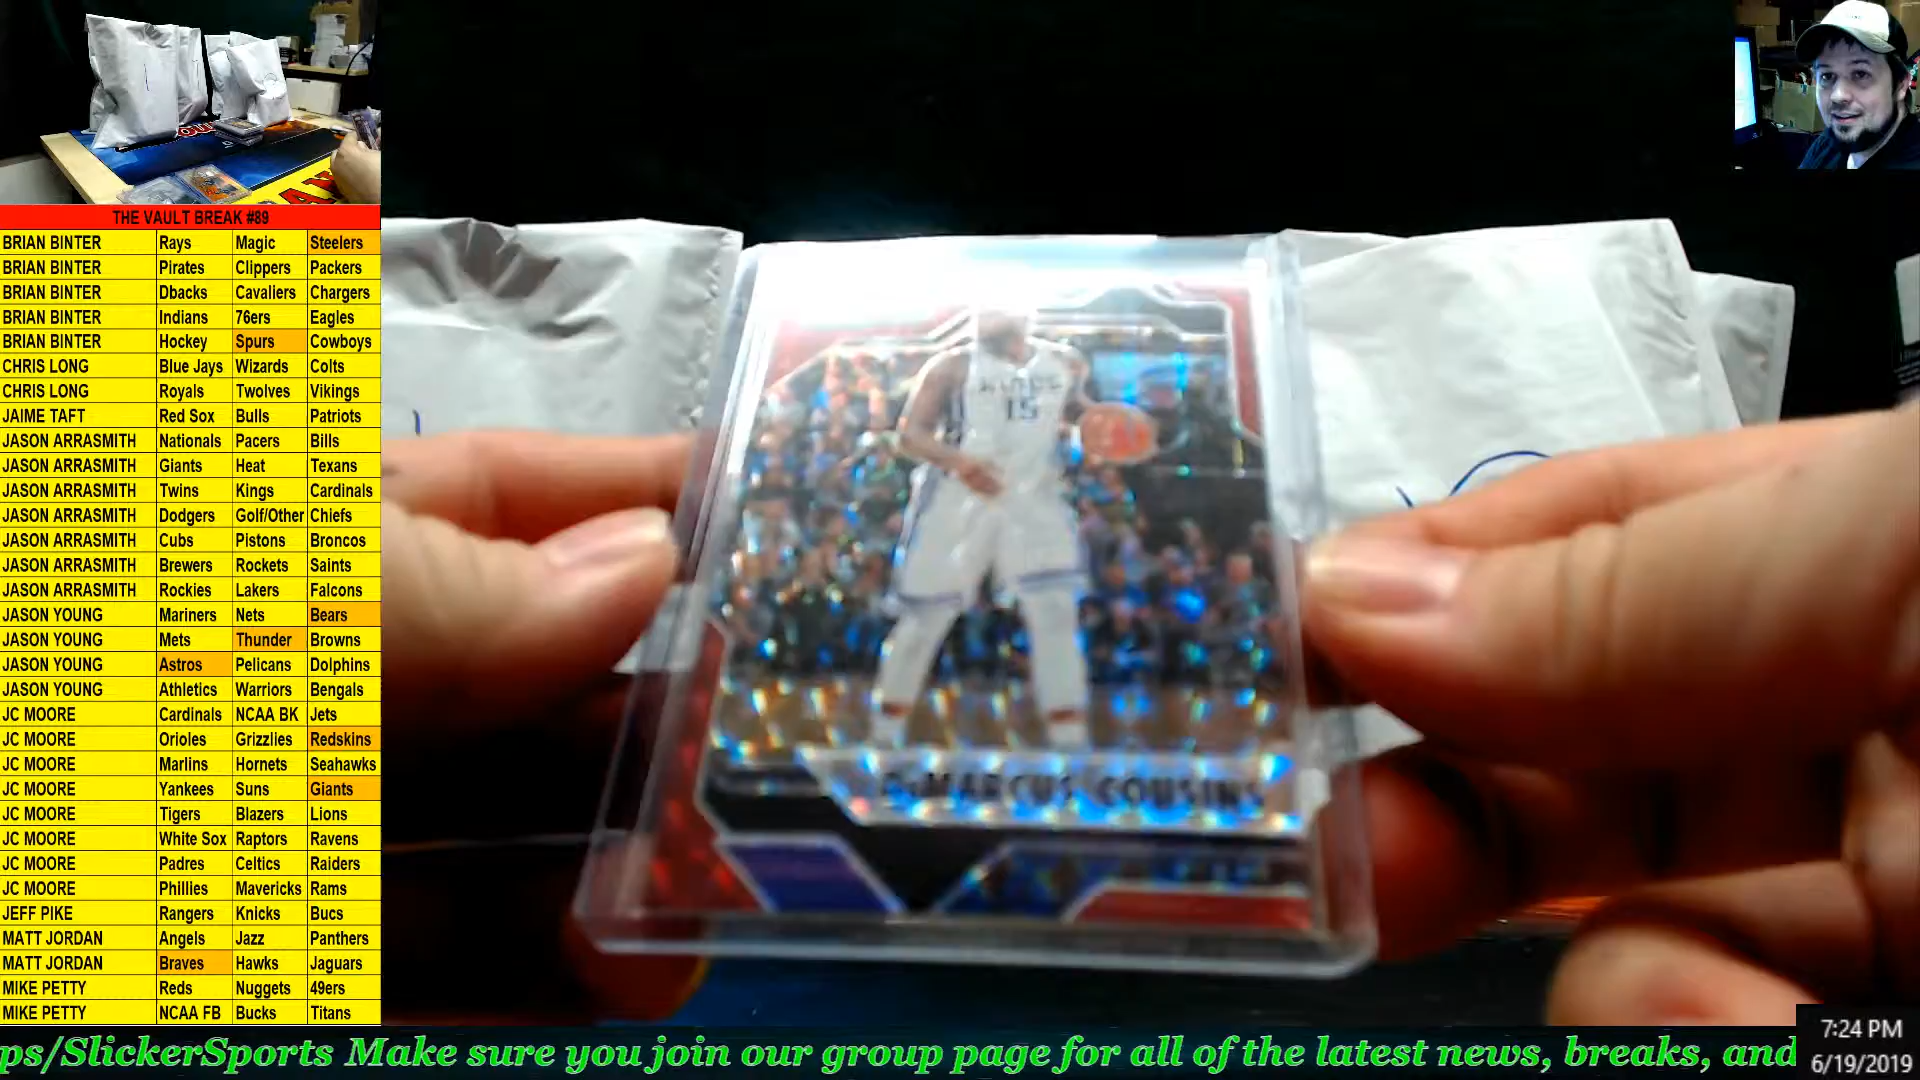 THE VAULT BREAK #89
BRIAN BINTER Rays Magic Steelers
BRIAN BINTER Pirates Clippers Packers
BRIAN BINTER Dbacks Cavaliers Chargers
BRIAN BINTER Indians 76ers Eagles
BRIAN BINTER Hockey Spurs Cowboys
CHRIS LONG Blue Jays Wizards Colts
CHRIS LONG Royals Twolves Vikings
JAIME TAFT Red Sox Bulls Patriots
JASON ARRASMITH Nationals Pacers Bills
JASON ARRASMITH Giants Heat Texans
JASON ARRASMITH Twins Kings Cardinals
JASON ARRASMITH Dodgers Golf/Other Chiefs
JASON ARRASMITH Cubs Pistons Broncos
JASON ARRASMITH Brewers Rockets Saints
JASON ARRASMITH Rockies Lakers Falcons
JASON YOUNG Mariners Nets Bears
JASON YOUNG Mets Thunder Browns
JASON YOUNG Astros Pelicans Dolphins
JASON YOUNG Athletics Warriors Bengals
JC MOORE Cardinals NCAA BK Jets
JC MOORE Orioles Grizzlies Redskins
JC MOORE Marlins Hornets Seahawks
JC MOORE Yankees Suns Giants
JC MOORE Tigers Blazers Lions
JC MOORE White Sox Raptors Ravens
JC MOORE Padres Celtics Raiders
JC MOORE Phillies Mavericks Rams
JEFF PIKE Rangers Knicks Bucs
MATT JORDAN Angels Jazz Panthers
MATT JORDAN Braves Hawks Jaguars
MIKE PETTY Reds Nuggets 49ers
MIKE PETTY NCAA FB Bucks Titans
KINGS
15
DeMARCUS COUSINS
ps/SlickerSports Make sure you join our group page for all of the latest news, breaks, and
7:24 PM
6/19/2019